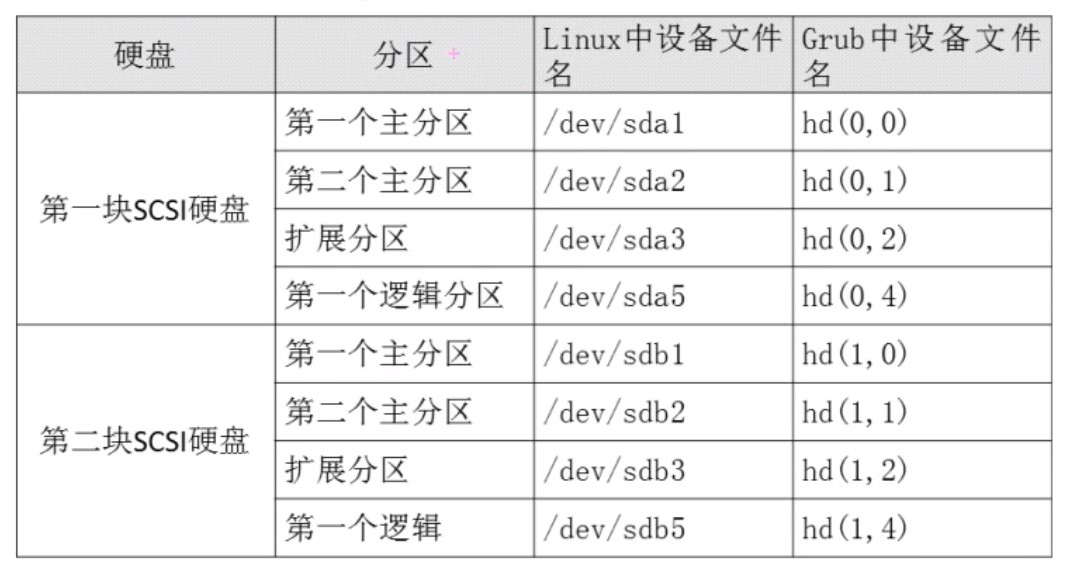 硬盘 分区 Linux中设备文件名 Grub中设备文件名
第一块SCSI硬盘 第一个主分区 /dev/sda1 hd(0,0)
第二个主分区 /dev/sda2 hd(0,1)
扩展分区 /dev/sda3 hd(0,2)
第一个逻辑分区 /dev/sda5 hd(0,4)
第二块SCSI硬盘 第一个主分区 /dev/sdb1 hd(1,0)
第二个主分区 /dev/sdb2 hd(1,1)
扩展分区 /dev/sdb3 hd(1,2)
第一个逻辑 /dev/sdb5 hd(1,4)